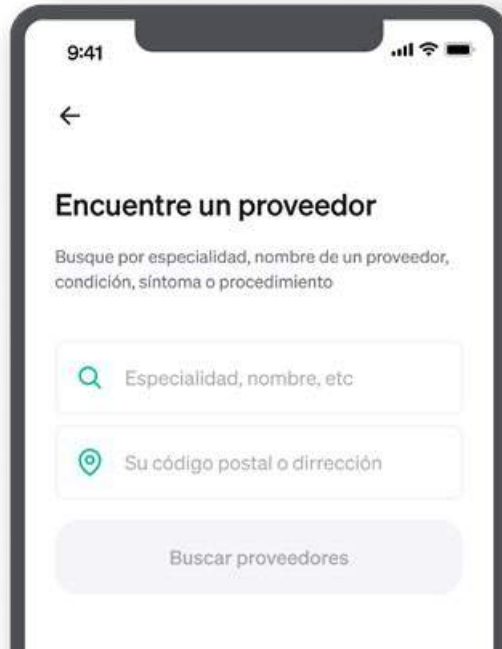 9:41
Encuentre un proveedor
Busque por especialidad, nombre de un proveedor,
condición, síntoma o procedimiento
Especialidad, nombre, etc
Su código postal o dirrección
Buscar proveedores